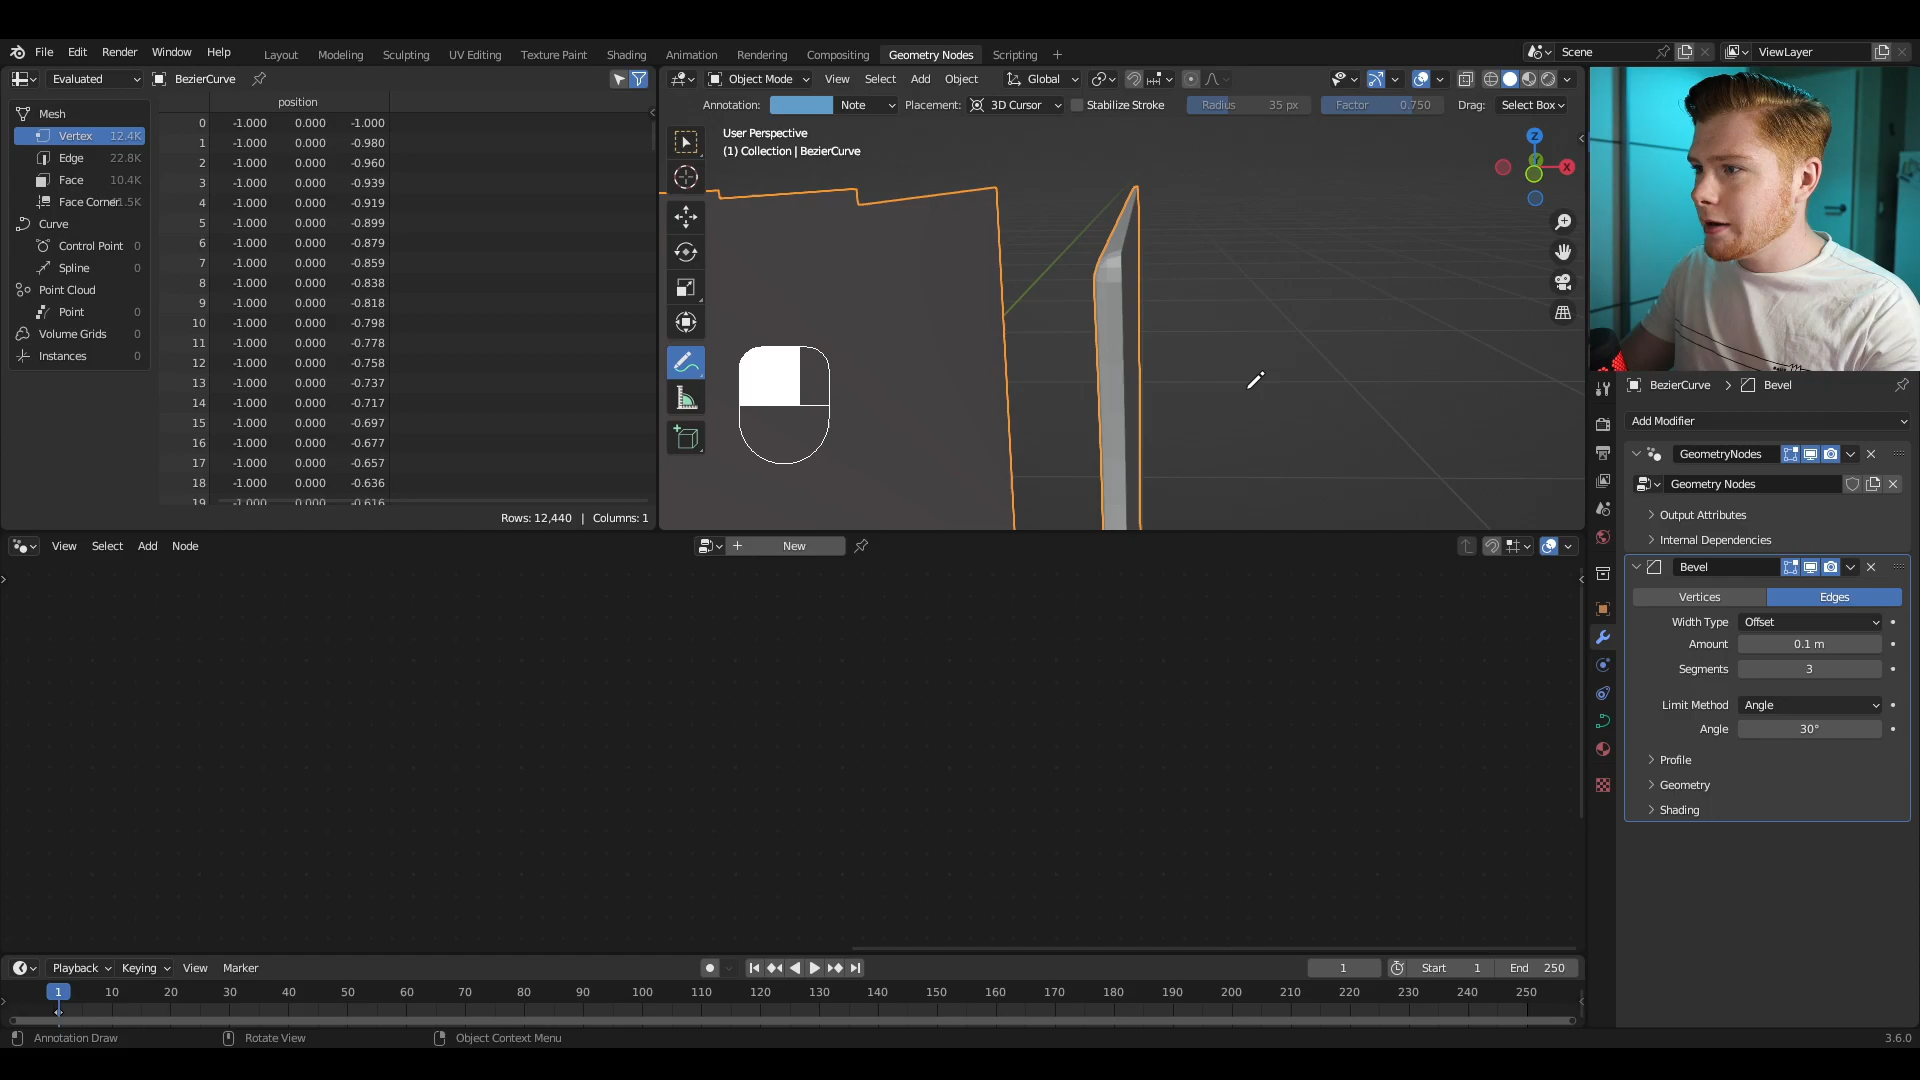 File Edit Render Window Help
Layout Modeling Sculpting UV Editing Texture Paint Shading Animation Rendering Compositing Geometry Nodes Scripting
Scene
ViewLayer
Evaluated
BezierCurve
Object Mode View Select Add Object
Global
Annotation: Note Placement: 3D Cursor Stabilize Stroke Radius 35 px Factor 0.750 Drag: Select Box
position
Mesh
Vertex 12.4K
Edge 22.8K
Face 10.4K
Face Corner
Curve
Control Point 0
Spline 0
Point Cloud
Point 0
Volume Grids 0
Instances 0
0 -1.000 0.000 -1.000
1 -1.000 0.000 -0.980
2 -1.000 0.000 -0.960
3 -1.000 0.000 -0.939
4 -1.000 0.000 -0.919
5 -1.000 0.000 -0.899
6 -1.000 0.000 -0.879
7 -1.000 0.000 -0.859
8 -1.000 0.000 -0.838
9 -1.000 0.000 -0.818
10 -1.000 0.000 -0.798
11 -1.000 0.000 -0.778
12 -1.000 0.000 -0.758
13 -1.000 0.000 -0.737
14 -1.000 0.000 -0.717
15 -1.000 0.000 -0.697
16 -1.000 0.000 -0.677
17 -1.000 0.000 -0.657
18 -1.000 0.000 -0.636
19 -1.000 0.000 -0.616
Rows: 12,440 | Columns: 1
User Perspective
(1) Collection | BezierCurve
Z
X
Y
BezierCurve > Bevel
Add Modifier
GeometryNodes
Geometry Nodes
Output Attributes
Internal Dependencies
Bevel
Vertices Edges
Width Type Offset
Amount 0.1 m
Segments 3
Limit Method Angle
Angle 30°
Profile
Geometry
Shading
View Select Add Node
New
Playback Keying View Marker
1
Start 1 End 250
1 10 20 30 40 50 60 70 80 90 100 110 120 130 140 150 160 170 180 190 200 210 220 230 240 250
Annotation Draw Rotate View Object Context Menu
3.6.0